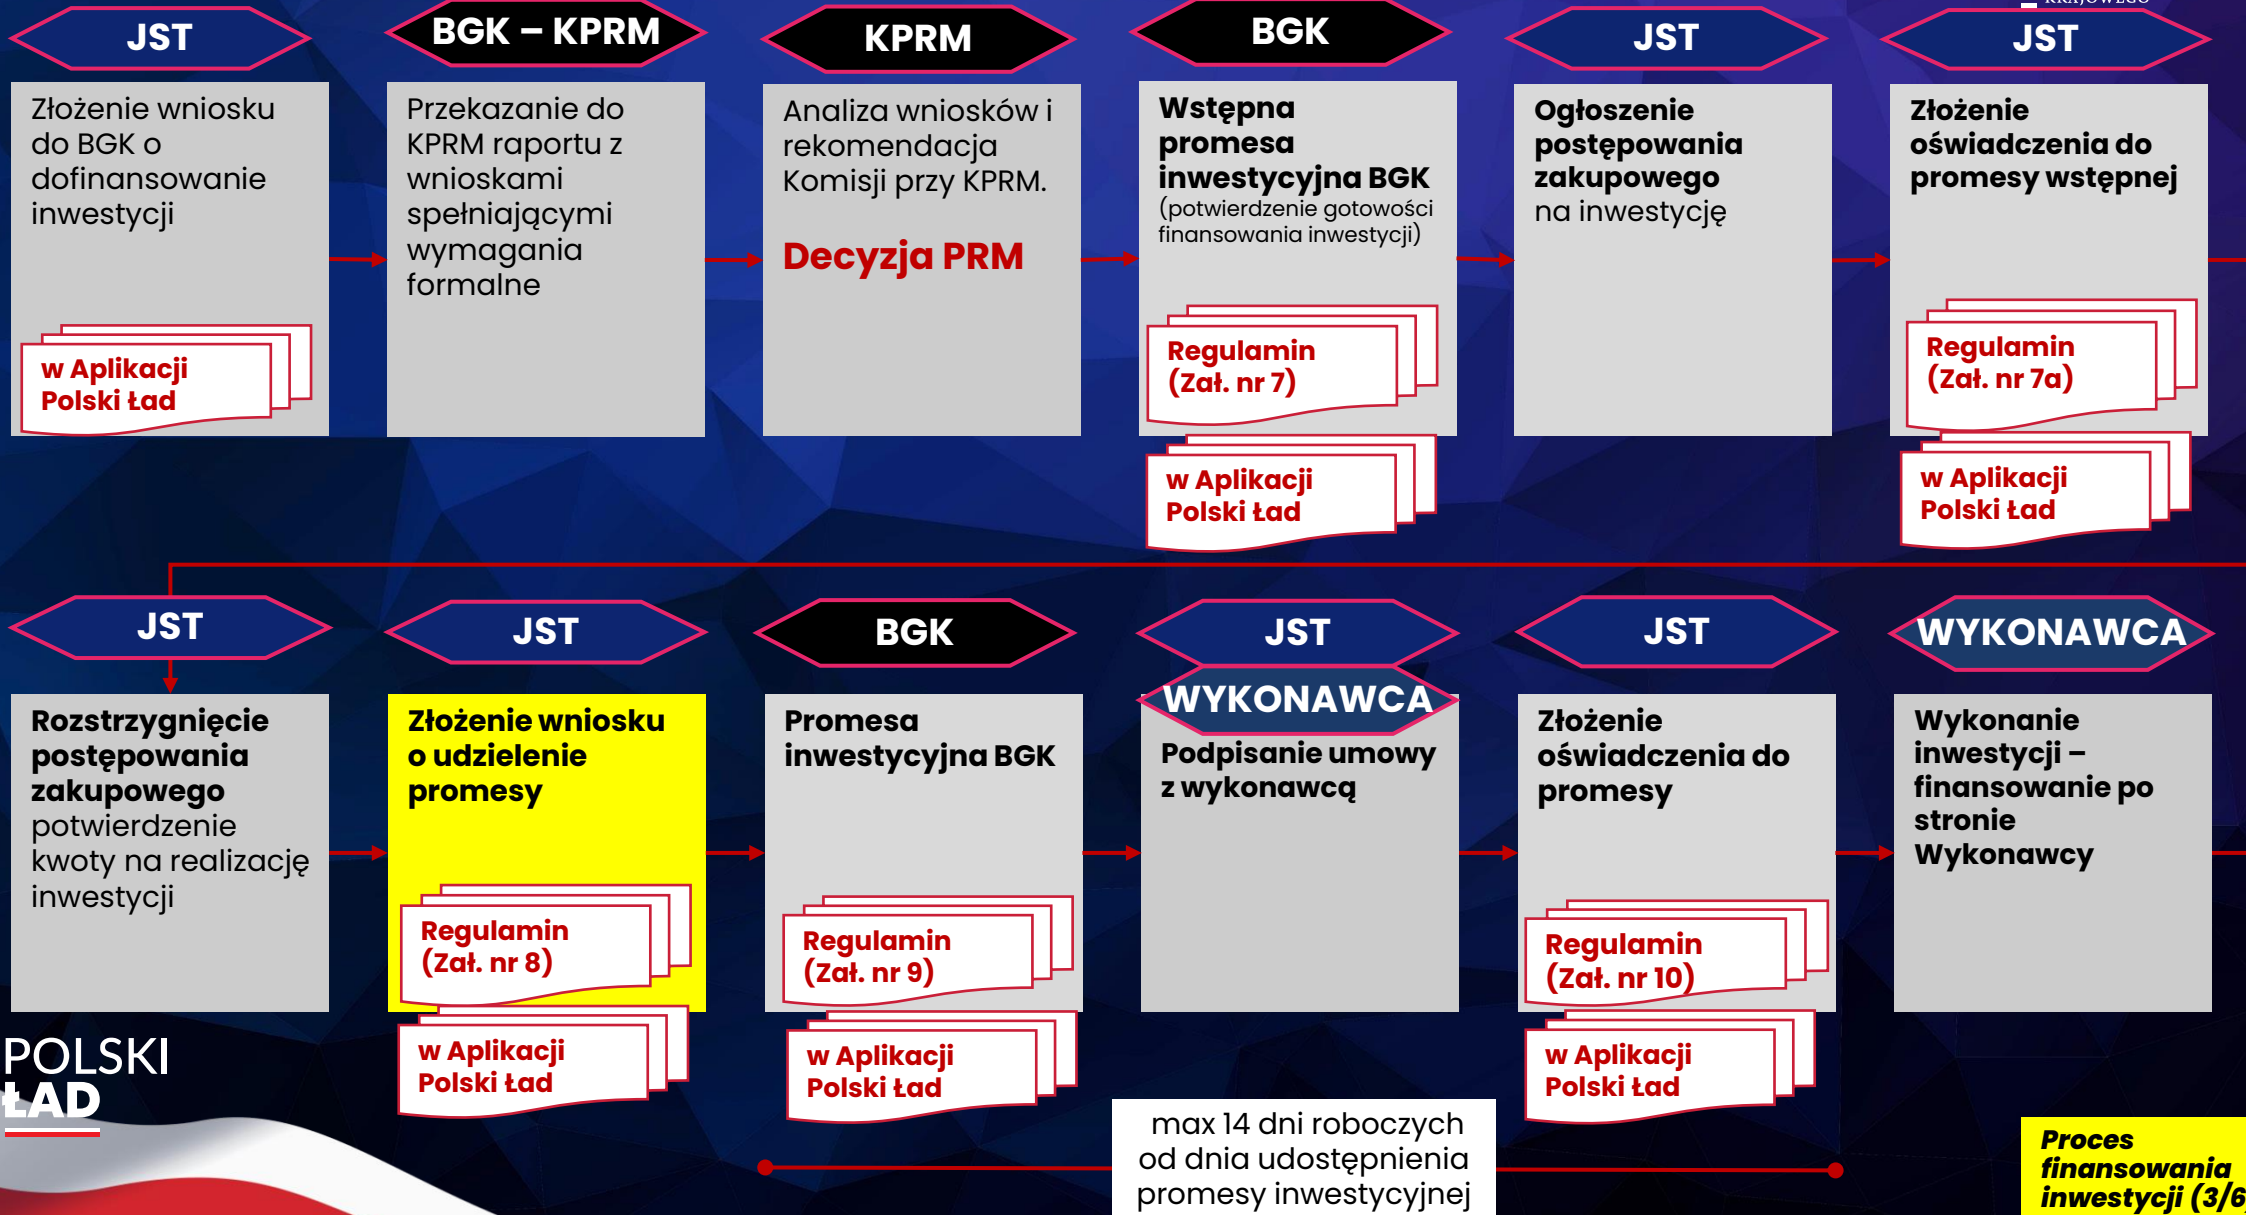 KRAJOWEGO
JST
BGK – KPRM
KPRM
BGK
JST
JST
Złożenie wniosku
do BGK o
dofinansowanie
inwestycji
w Aplikacji
Polski Ład
Przekazanie do
KPRM raportu z
wnioskami
spełniającymi
wymagania
formalne
Analiza wniosków i
rekomendacja
Komisji przy KPRM.
Decyzja PRM
Wstępna
promesa
inwestycyjna BGK
(potwierdzenie gotowości
finansowania inwestycji)
Regulamin
(Zał. nr 7)
w Aplikacji
Polski Ład
Ogłoszenie
postępowania
zakupowego
na inwestycję
Złożenie
oświadczenia do
promesy wstępnej
Regulamin
(Zał. nr 7a)
w Aplikacji
Polski Ład
JST
JST
BGK
JST
WYKONAWCA
JST
WYKONAWCA
Rozstrzygnięcie
postępowania
zakupowego
potwierdzenie
kwoty na realizację
inwestycji
Złożenie wniosku
o udzielenie
promesy
Regulamin
(Zał. nr 8)
w Aplikacji
Polski Ład
Promesa
inwestycyjna BGK
Regulamin
(Zał. nr 9)
w Aplikacji
Polski Ład
Podpisanie umowy
z wykonawcą
Złożenie
oświadczenia do
promesy
Regulamin
(Zał. nr 10)
w Aplikacji
Polski Ład
Wykonanie
inwestycji –
finansowanie po
stronie
Wykonawcy
POLSKI
ŁAD
max 14 dni roboczych
od dnia udostępnienia
promesy inwestycyjnej
Proces
finansowania
inwestycji (3/6